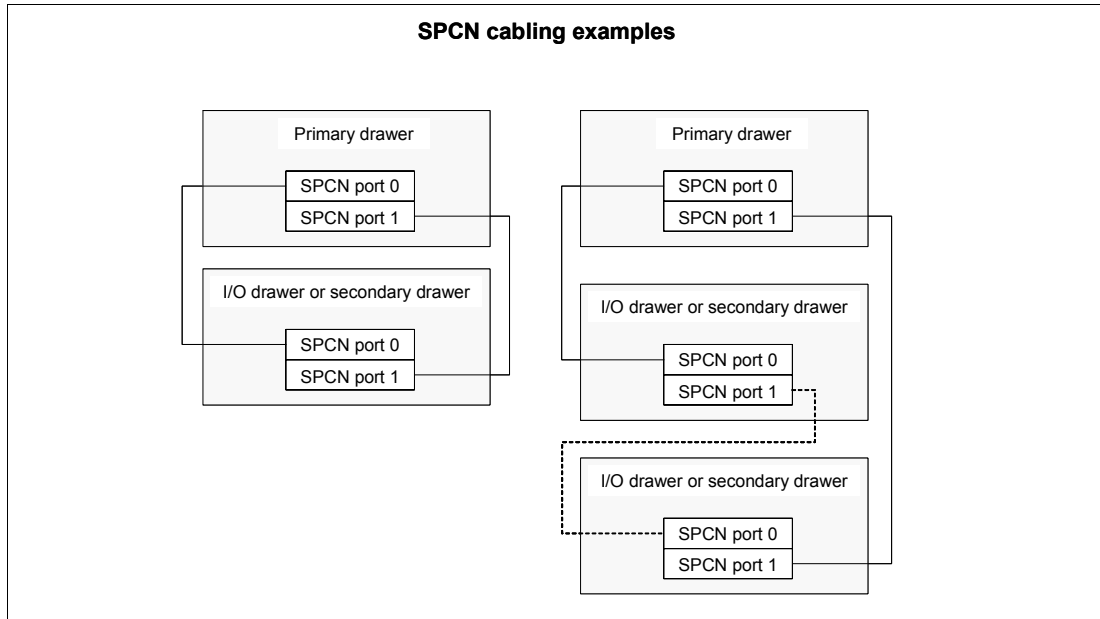 SPCN cabling examples
Primary drawer
SPCN port 0
SPCN port 1
I/O drawer or secondary drawer
SPCN port 0
SPCN port 1
Primary drawer
SPCN port 0
SPCN port 1
I/O drawer or secondary drawer
SPCN port 0
SPCN port 1
I/O drawer or secondary drawer
SPCN port 0
SPCN port 1